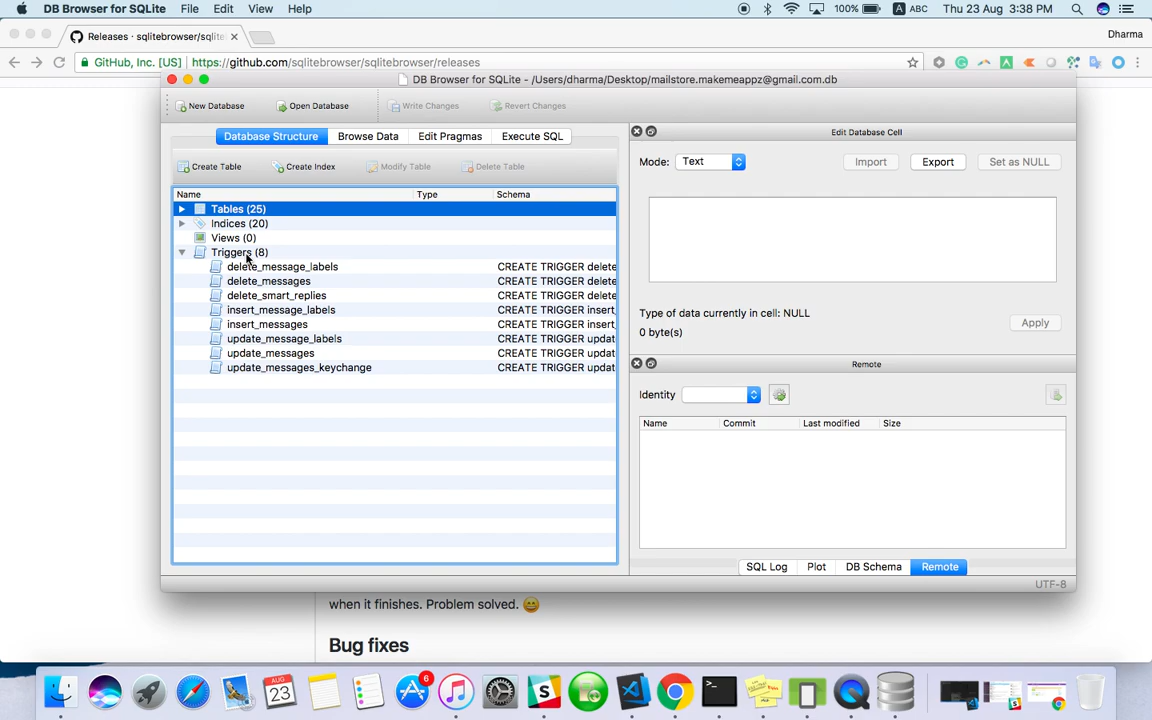 DB Browser for SQLite File Edit View Help 100% A ABC Thu 23 Aug 3:38 PM
Releases · sqlitebrowser/sqlite
Dharma
GitHub, Inc. [US] https://github.com/sqlitebrowser/sqlitebrowser/releases
DB Browser for SQLite - /Users/dharma/Desktop/mailstore.makemeappz@gmail.com.db
New Database Open Database Write Changes Revert Changes
Database Structure Browse Data Edit Pragmas Execute SQL
Create Table Create Index Modify Table Delete Table
Name Type Schema
Tables (25)
Indices (20)
Views (0)
Triggers (8)
delete_message_labels CREATE TRIGGER delete
delete_messages CREATE TRIGGER delete
delete_smart_replies CREATE TRIGGER delete
insert_message_labels CREATE TRIGGER insert_
insert_messages CREATE TRIGGER insert_
update_message_labels CREATE TRIGGER updat
update_messages CREATE TRIGGER updat
update_messages_keychange CREATE TRIGGER updat
Edit Database Cell
Mode: Text Import Export Set as NULL
Type of data currently in cell: NULL
0 byte(s)
Apply
Remote
Identity
Name Commit Last modified Size
SQL Log Plot DB Schema Remote
UTF-8
when it finishes. Problem solved. 😀
Bug fixes
AUG
23
6